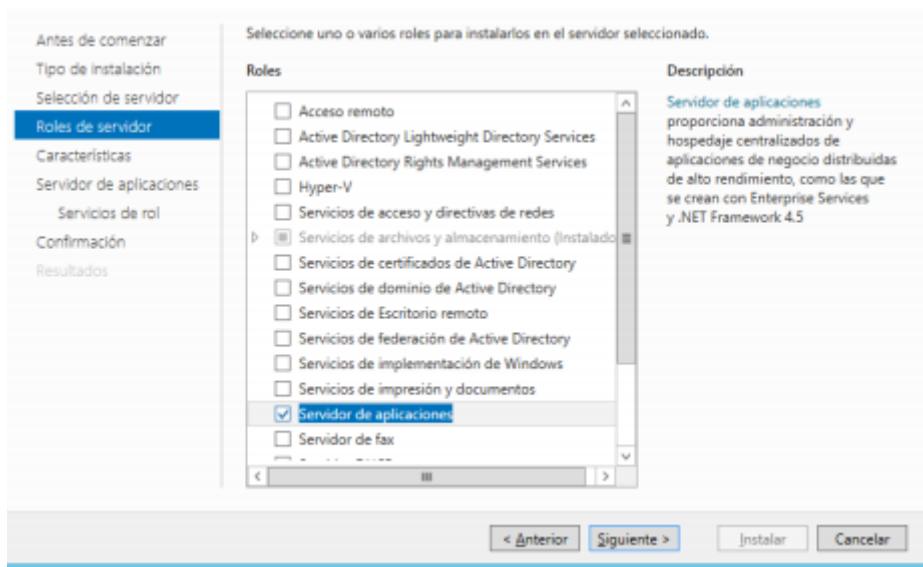 Antes de comenzar
Tipo de instalación
Selección de servidor
Roles de servidor
Características
Servidor de aplicaciones
Servicios de rol
Confirmación
Resultados
Seleccione uno o varios roles para instalarlos en el servidor seleccionado.
Roles
Acceso remoto
Active Directory Lightweight Directory Services
Active Directory Rights Management Services
Hyper-V
Servicios de acceso y directivas de redes
Servicios de archivos y almacenamiento (Instalado
Servicios de certificados de Active Directory
Servicios de dominio de Active Directory
Servicios de Escritorio remoto
Servicios de federación de Active Directory
Servicios de implementación de Windows
Servicios de impresión y documentos
Servidor de aplicaciones
Servidor de fax
Descripción
Servidor de aplicaciones
proporciona administración y
hospedaje centralizados de
aplicaciones de negocio distribuidas
de alto rendimiento, como las que
se crean con Enterprise Services
y .NET Framework 4.5
< Anterior
Siguiente >
Instalar
Cancelar